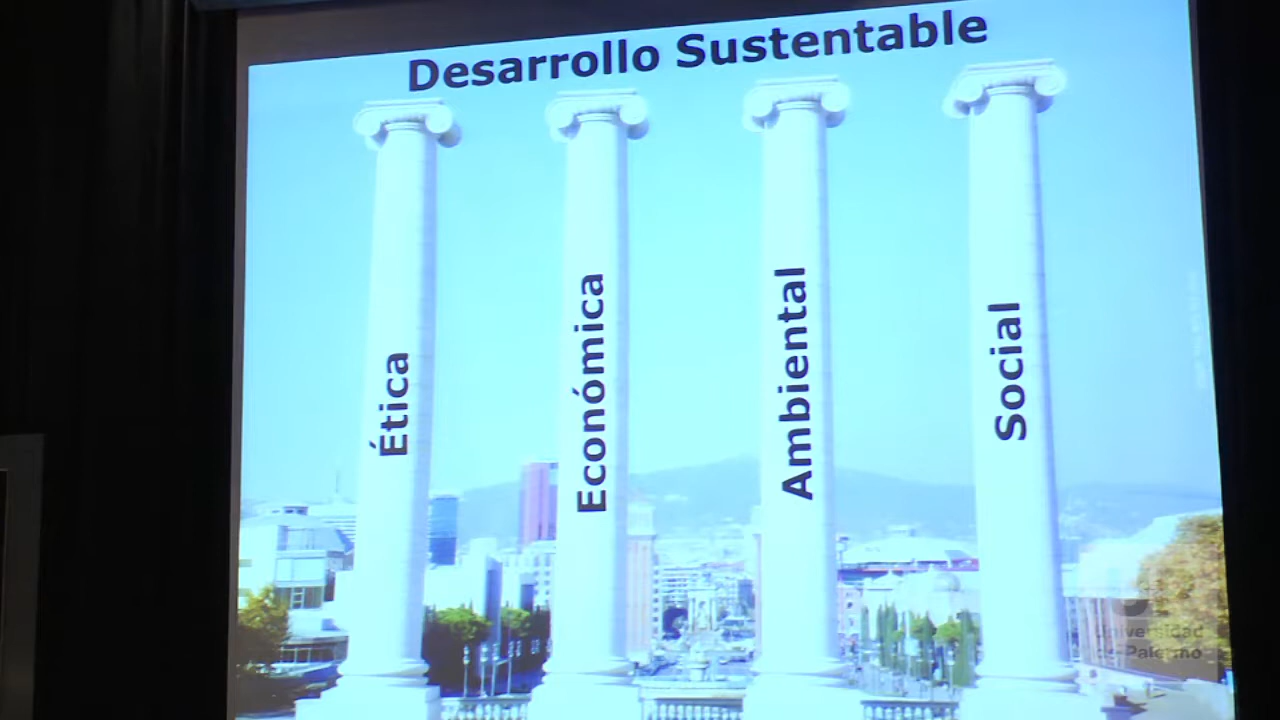 Desarrollo Sustentable
Ética
Económica
Ambiental
Social
Universidad
de Palermo